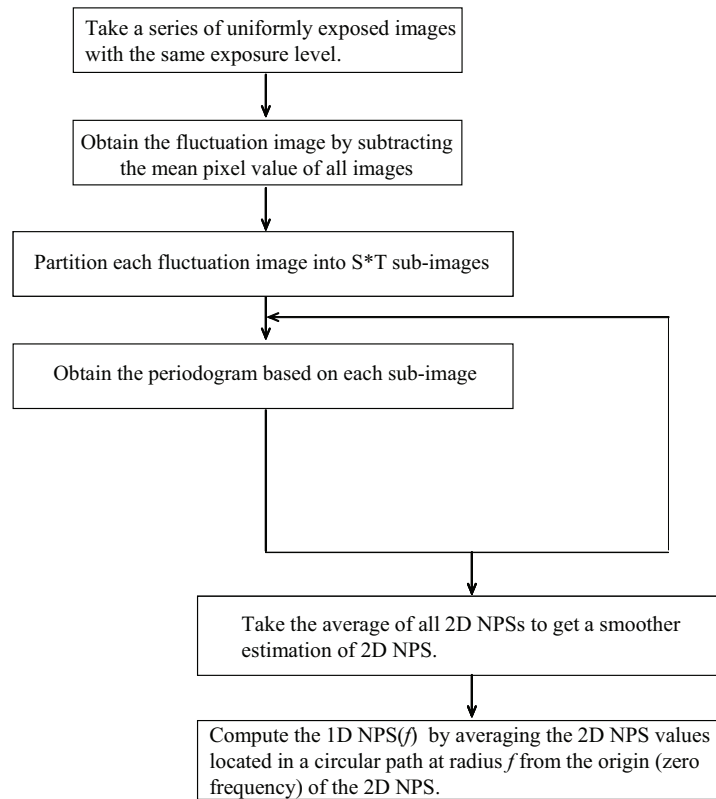 Take a series of uniformly exposed images
with the same exposure level.
Obtain the fluctuation image by subtracting
the mean pixel value of all images
Partition each fluctuation image into S*T sub-images
Obtain the periodogram based on each sub-image
Take the average of all 2D NPSs to get a smoother
estimation of 2D NPS.
Compute the 1D NPS(f) by averaging the 2D NPS values
located in a circular path at radius f from the origin (zero
frequency) of the 2D NPS.